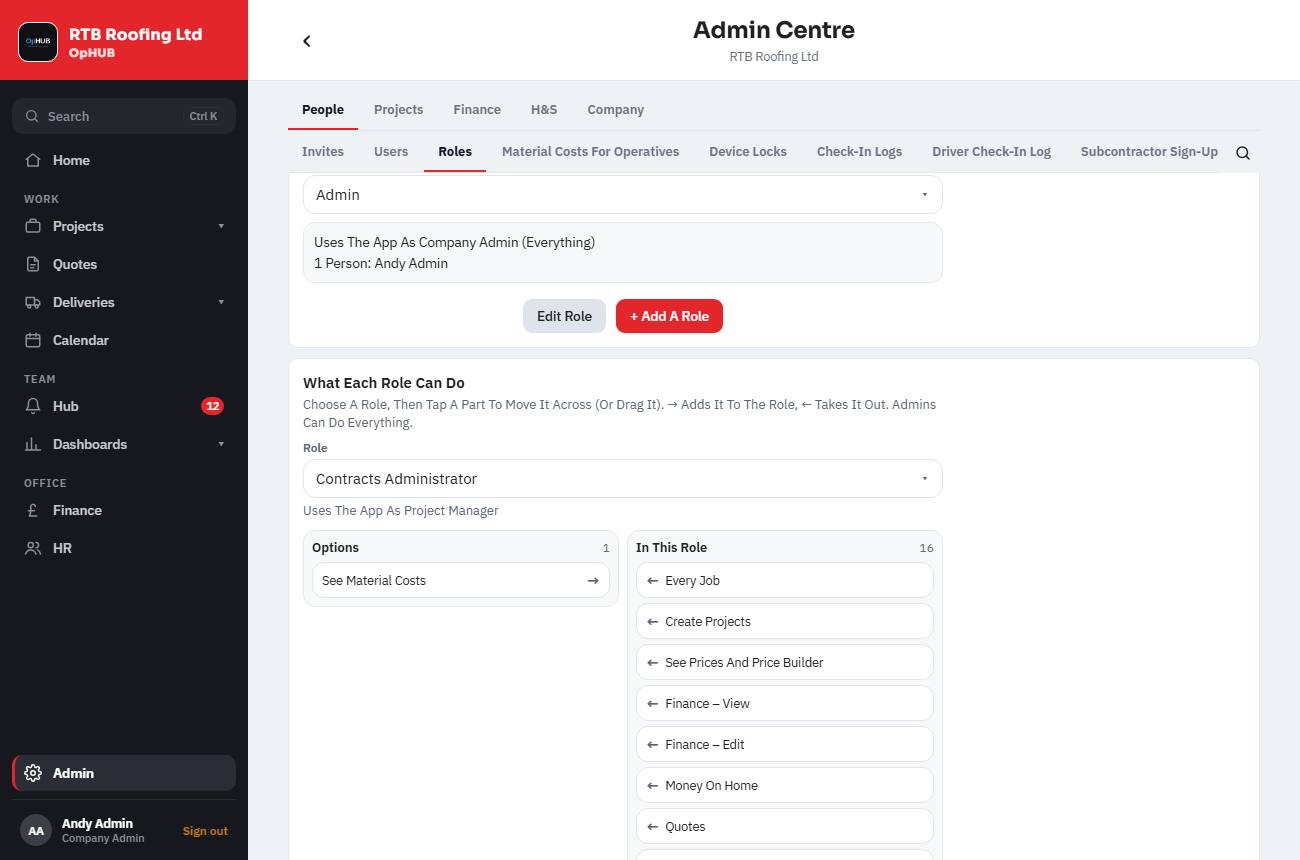 OpHUB
RTB Roofing Ltd
OpHUB
Search
Ctrl K
Home
WORK
Projects
Quotes
Deliveries
Calendar
TEAM
Hub
12
Dashboards
OFFICE
Finance
HR
Admin
AA
Andy Admin
Company Admin
Sign out
Admin Centre
RTB Roofing Ltd
People
Projects
Finance
H&S
Company
Invites
Users
Roles
Material Costs For Operatives
Device Locks
Check-In Logs
Driver Check-In Log
Subcontractor Sign-Up
Admin
Uses The App As Company Admin (Everything)
1 Person: Andy Admin
Edit Role
+ Add A Role
What Each Role Can Do
Choose A Role, Then Tap A Part To Move It Across (Or Drag It). → Adds It To The Role, ← Takes It Out. Admins
Can Do Everything.
Role
Contracts Administrator
Uses The App As Project Manager
Options
1
See Material Costs →
In This Role
16
← Every Job
← Create Projects
← See Prices And Price Builder
← Finance – View
← Finance – Edit
← Money On Home
← Quotes